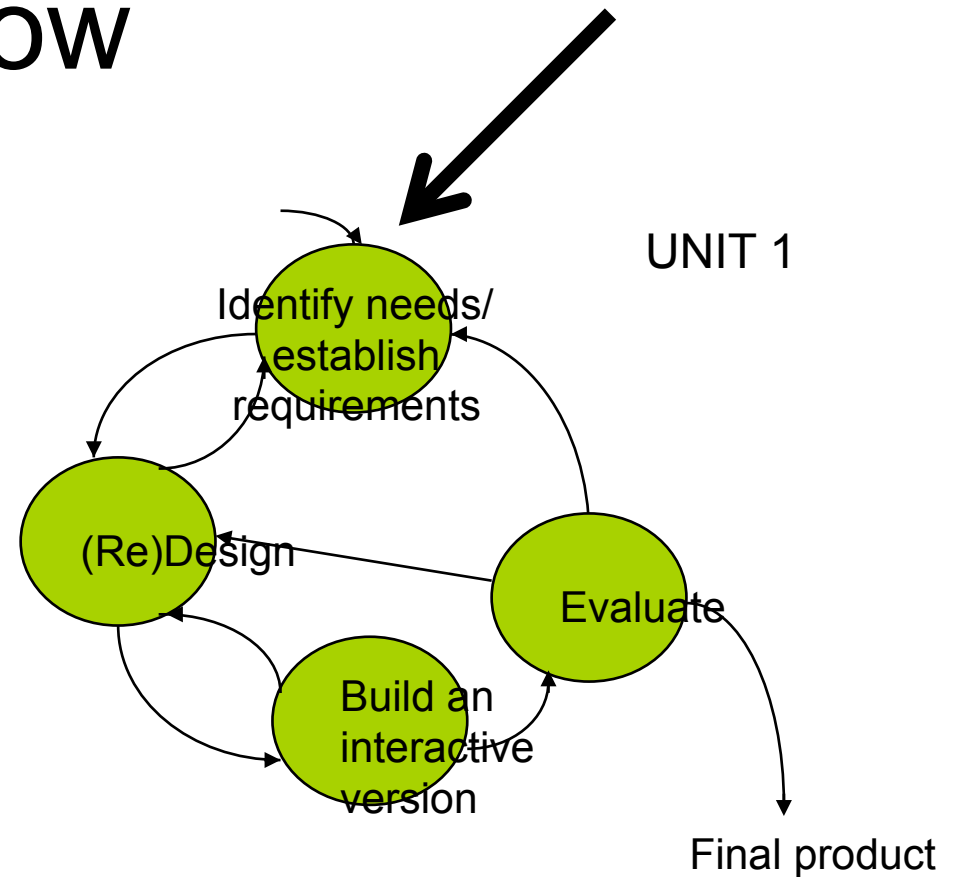 ow
UNIT 1
Identify needs/
establish
requirements
(Re)Design
Evaluate
Build an
interactive
version
Final product